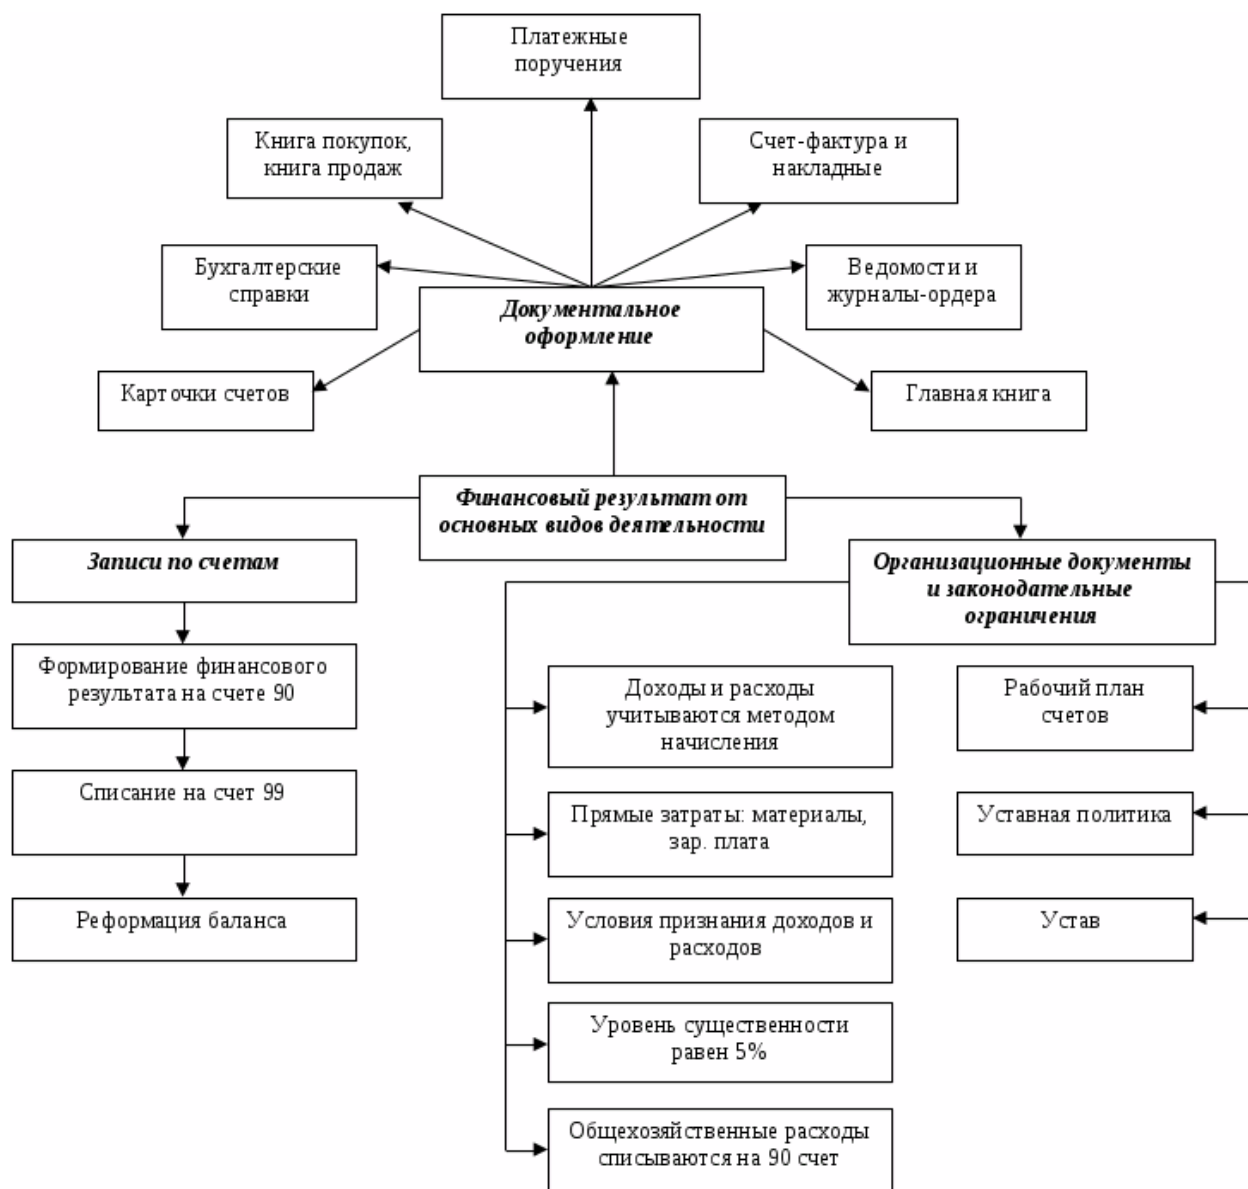 Платежные
поручения
Книга покупок,
книга продаж
Счет-фактура и
накладные
Бухгалтерские
справки
Ведомости и
журналы-ордера
Документальное
оформление
Карточки счетов
Главная книга
Финансовый результат от
основных видов деятельности
Записи по счетам
Организационные документы
и законодательные
ограничения
Формирование финансового
результата на счете 90
Доходы и расходы
учитываются методом
начисления
Рабочий план
счетов
Списание на счет 99
Прямые затраты: материалы,
зар. плата
Уставная политика
Реформация баланса
Условия признания доходов и
расходов
Устав
Уровень существенности
равен 5%
Общехозяйственные расходы
списываются на 90 счет